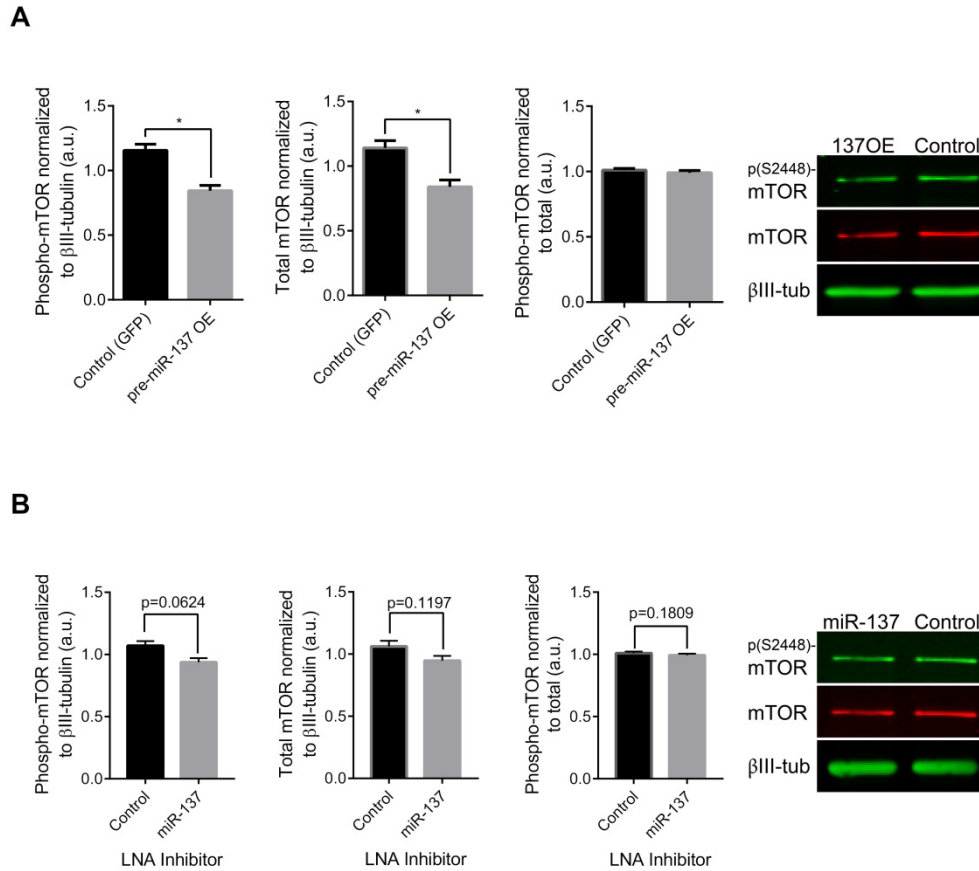 A
Phospho-mTOR normalized
to βIII-tubulin (a.u.)
1.5
1.0
0.5
0.0
*
Control (GFP)
pre-miR-137 OE
Total mTOR normalized
to βIII-tubulin (a.u.)
1.5
1.0
0.5
0.0
*
Control (GFP)
pre-miR-137 OE
Phospho-mTOR normalized
to total (a.u.)
1.5
1.0
0.5
0.0
Control (GFP)
pre-miR-137 OE
137OE Control
p(S2448)-
mTOR
mTOR
βIII-tub
B
Phospho-mTOR normalized
to βIII-tubulin (a.u.)
1.5
1.0
0.5
0.0
p=0.0624
Control
miR-137
LNA Inhibitor
Total mTOR normalized
to βIII-tubulin (a.u.)
1.5
1.0
0.5
0.0
p=0.1197
Control
miR-137
LNA Inhibitor
Phospho-mTOR normalized
to total (a.u.)
1.5
1.0
0.5
0.0
p=0.1809
Control
miR-137
LNA Inhibitor
miR-137 Control
p(S2448)-
mTOR
mTOR
βIII-tub